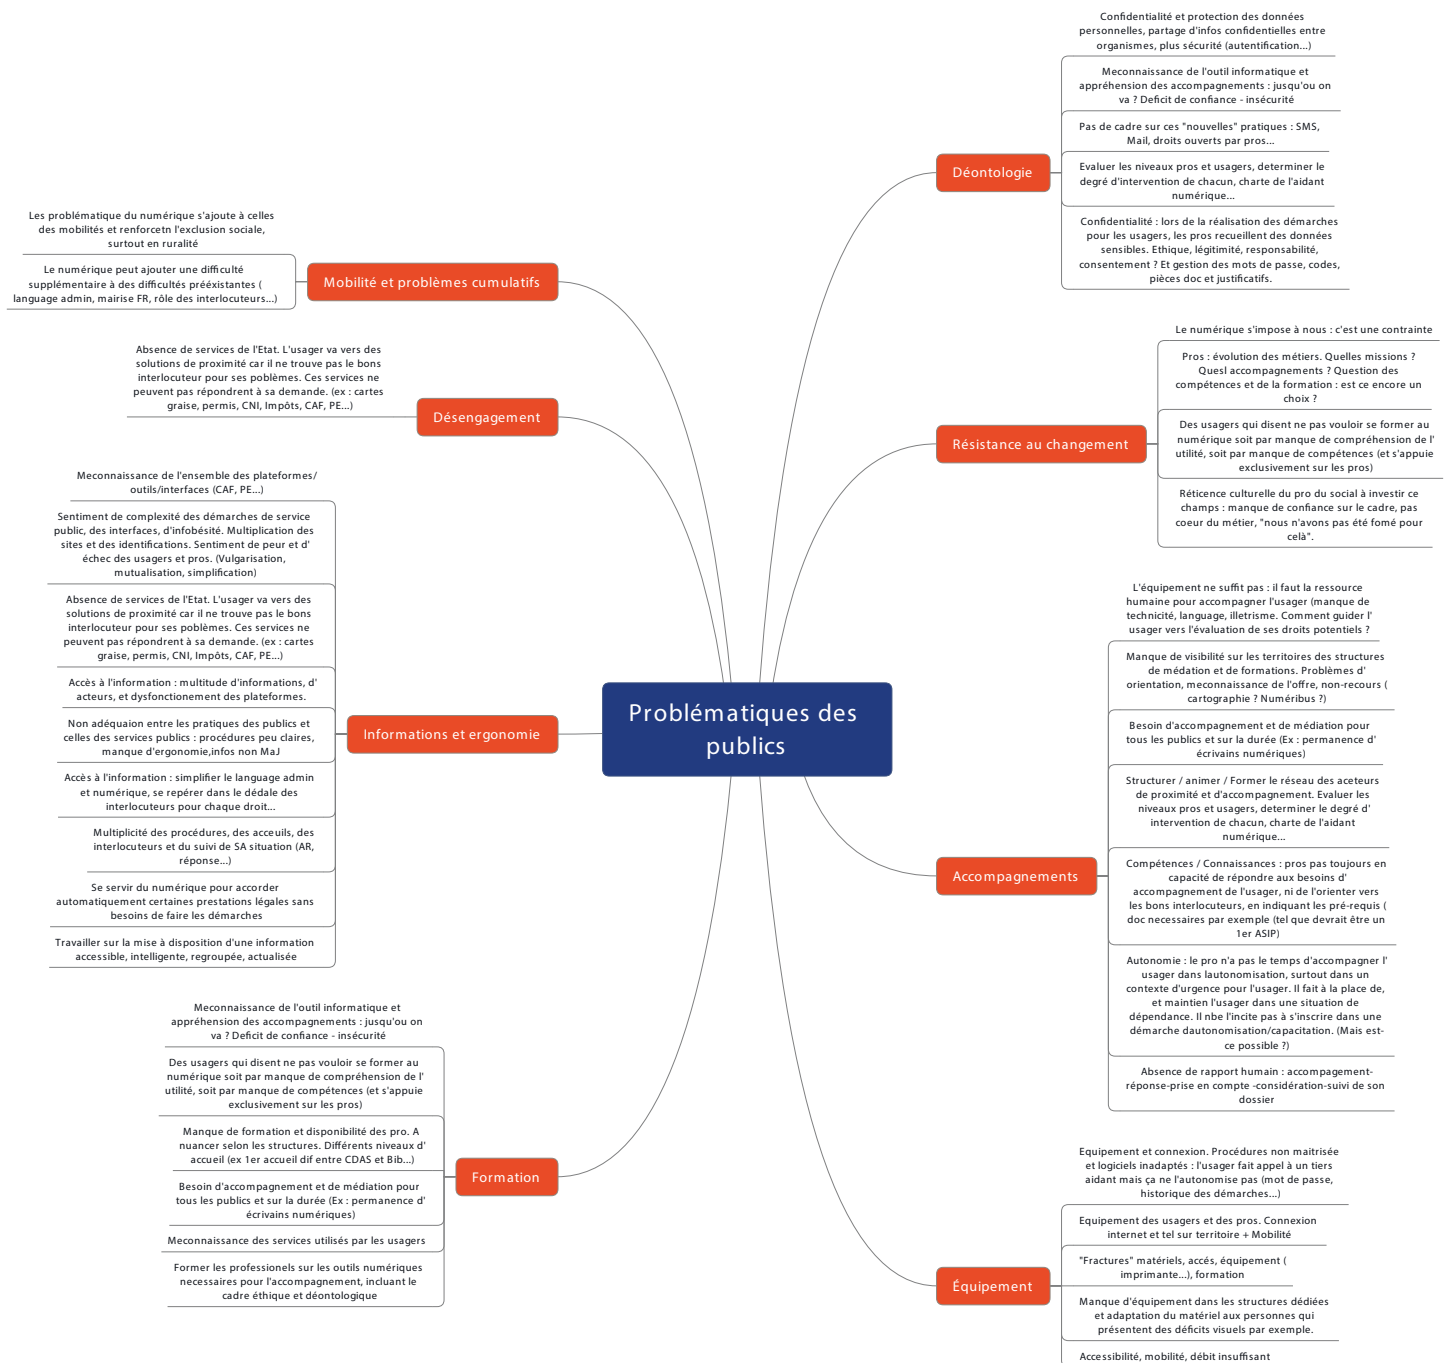 Problématiques des
publics
Déontologie
Confidentialité et protection des données
personnelles, partage d'infos confidentielles entre
organismes, plus sécurité (autentification...)
Meconnaissance de l'outil informatique et
appréhension des accompagnements : jusqu'ou on
va ? Deficit de confiance - insécurité
Pas de cadre sur ces "nouvelles" pratiques : SMS,
Mail, droits ouverts par pros...
Evaluer les niveaux pros et usagers, determiner le
degré d'intervention de chacun, charte de l'aidant
numérique...
Confidentialité : lors de la réalisation des démarches
pour les usagers, les pros recueillent des données
sensibles. Ethique, légitimité, responsabilité,
consentement ? Et gestion des mots de passe, codes,
pièces doc et justificatifs.
Résistance au changement
Le numérique s'impose à nous : c'est une contrainte
Pros : évolution des métiers. Quelles missions ?
Quesl accompagnements ? Question des
compétences et de la formation : est ce encore un
choix ?
Des usagers qui disent ne pas vouloir se former au
numérique soit par manque de compréhension de l'
utilité, soit par manque de compétences (et s'appuie
exclusivement sur les pros)
Réticence culturelle du pro du social à investir ce
champs : manque de confiance sur le cadre, pas
coeur du métier, "nous n'avons pas été fomé pour
celà".
Accompagnements
L'équipement ne suffit pas : il faut la ressource
humaine pour accompagner l'usager (manque de
technicité, language, illetrisme. Comment guider l'
usager vers l'évaluation de ses droits potentiels ?
Manque de visibilité sur les territoires des structures
de médation et de formations. Problèmes d'
orientation, meconnaissance de l'offre, non-recours (
cartographie ? Numéribus ?)
Besoin d'accompagnement et de médiation pour
tous les publics et sur la durée (Ex : permanence d'
écrivains numériques)
Structurer / animer / Former le réseau des aceteurs
de proximité et d'accompagnement. Evaluer les
niveaux pros et usagers, determiner le degré d'
intervention de chacun, charte de l'aidant
numérique...
Compétences / Connaissances : pros pas toujours en
capacité de répondre aux besoins d'
accompagnement de l'usager, ni de l'orienter vers
les bons interlocuteurs, en indiquant les pré-requis (
doc necessaires par exemple (tel que devrait être un
1er ASIP)
Autonomie : le pro n'a pas le temps d'accompagner l'
usager dans lautonomisation, surtout dans un
contexte d'urgence pour l'usager. Il fait à la place de,
et maintien l'usager dans une situation de
dépendance. Il nbe l'incite pas à s'inscrire dans une
démarche dautonomisation/capacitation. (Mais est-
ce possible ?)
Absence de rapport humain : accompagement-
réponse-prise en compte -considération-suivi de son
dossier
Équipement
Equipement et connexion. Procédures non maitrisée
et logiciels inadaptés : l'usager fait appel à un tiers
aidant mais ça ne l'autonomise pas (mot de passe,
historique des démarches...)
Equipement des usagers et des pros. Connexion
internet et tel sur territoire + Mobilité
"Fractures" matériels, accés, équipement (
imprimante...), formation
Manque d'équipement dans les structures dédiées
et adaptation du matériel aux personnes qui
présentent des déficits visuels par exemple.
Accessibilité, mobilité, débit insuffisant
Mobilité et problèmes cumulatifs
Les problématique du numérique s'ajoute à celles
des mobilités et renforcetn l'exclusion sociale,
surtout en ruralité
Le numérique peut ajouter une difficulté
supplémentaire à des difficultés prééxistantes (
language admin, mairise FR, rôle des interlocuteurs...)
Désengagement
Absence de services de l'Etat. L'usager va vers des
solutions de proximité car il ne trouve pas le bons
interlocuteur pour ses poblèmes. Ces services ne
peuvent pas répondrent à sa demande. (ex : cartes
graise, permis, CNI, Impôts, CAF, PE...)
Informations et ergonomie
Meconnaissance de l'ensemble des plateformes/
outils/interfaces (CAF, PE...)
Sentiment de complexité des démarches de service
public, des interfaces, d'infobésité. Multiplication des
sites et des identifications. Sentiment de peur et d'
échec des usagers et pros. (Vulgarisation,
mutualisation, simplification)
Absence de services de l'Etat. L'usager va vers des
solutions de proximité car il ne trouve pas le bons
interlocuteur pour ses poblèmes. Ces services ne
peuvent pas répondrent à sa demande. (ex : cartes
graise, permis, CNI, Impôts, CAF, PE...)
Accès à l'information : multitude d'informations, d'
acteurs, et dysfonctionement des plateformes.
Non adéquaion entre les pratiques des publics et
celles des services publics : procédures peu claires,
manque d'ergonomie,infos non MaJ
Accès à l'information : simplifier le language admin
et numérique, se repérer dans le dédale des
interlocuteurs pour chaque droit...
Multiplicité des procédures, des acceuils, des
interlocuteurs et du suivi de SA situation (AR,
réponse...)
Se servir du numérique pour accorder
automatiquement certaines prestations légales sans
besoins de faire les démarches
Travailler sur la mise à disposition d'une information
accessible, intelligente, regroupée, actualisée
Formation
Meconnaissance de l'outil informatique et
appréhension des accompagnements : jusqu'ou on
va ? Deficit de confiance - insécurité
Des usagers qui disent ne pas vouloir se former au
numérique soit par manque de compréhension de l'
utilité, soit par manque de compétences (et s'appuie
exclusivement sur les pros)
Manque de formation et disponibilité des pro. A
nuancer selon les structures. Différents niveaux d'
accueil (ex 1er accueil dif entre CDAS et Bib...)
Besoin d'accompagnement et de médiation pour
tous les publics et sur la durée (Ex : permanence d'
écrivains numériques)
Meconnaissance des services utilisés par les usagers
Former les professionels sur les outils numériques
necessaires pour l'accompagnement, incluant le
cadre éthique et déontologique